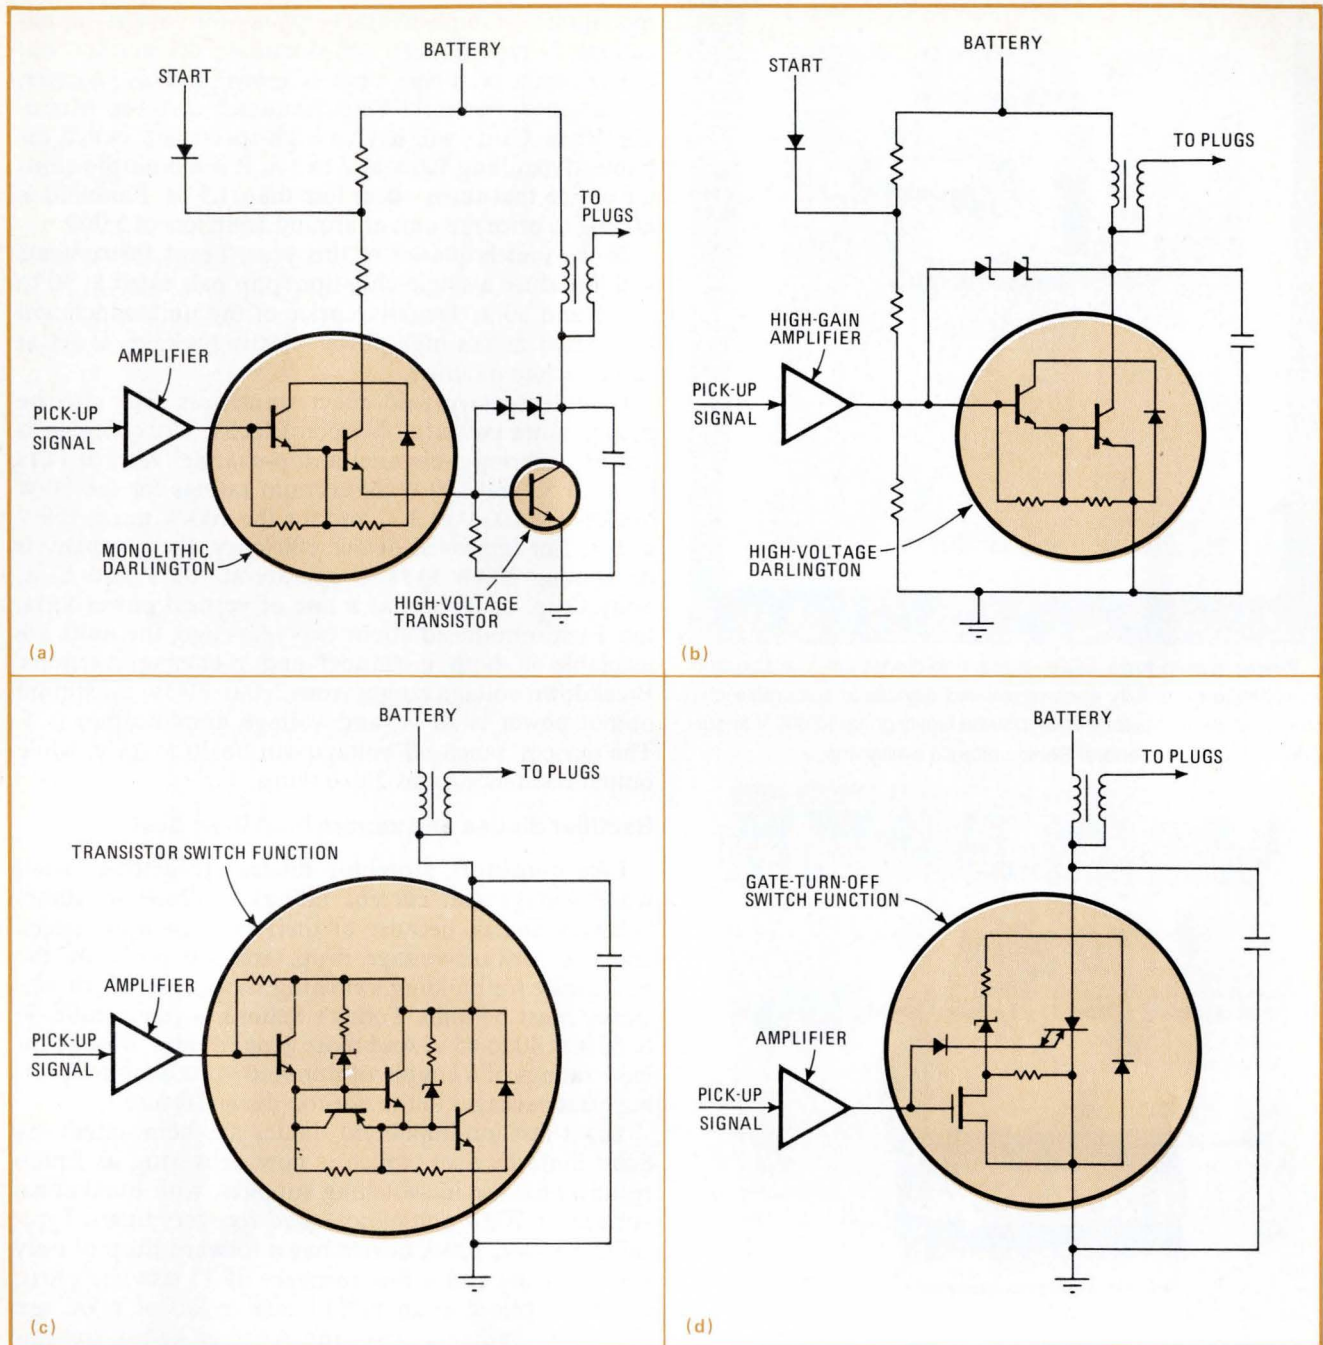 BATTERY
START
TO
PLUGS
AMPLIFIER
PICK-UP
SIGNAL
MONOLITHIC
DARLINGTON
HIGH-VOLTAGE
TRANSISTOR
(a)
BATTERY
START
TO PLUGS
HIGH-GAIN
AMPLIFIER
PICK-UP
SIGNAL
HIGH-VOLTAGE
DARLINGTON
(b)
BATTERY
TO PLUGS
TRANSISTOR SWITCH FUNCTION
AMPLIFIER
PICK-UP
SIGNAL
(c)
BATTERY
TO PLUGS
GATE-TURN-OFF
SWITCH FUNCTION
AMPLIFIER
PICK-UP
SIGNAL
(d)